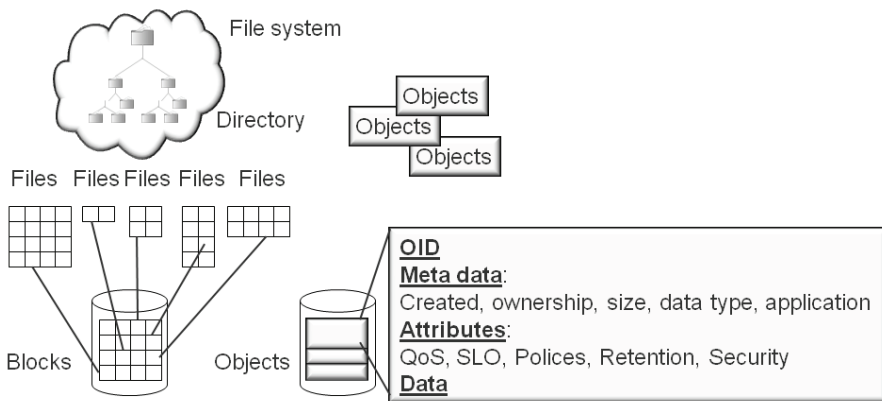 File system
Directory
Objects
Objects
Objects
Files Files Files Files Files
Blocks
Objects
OID
Meta data:
Created, ownership, size, data type, application
Attributes:
QoS, SLO, Polices, Retention, Security
Data